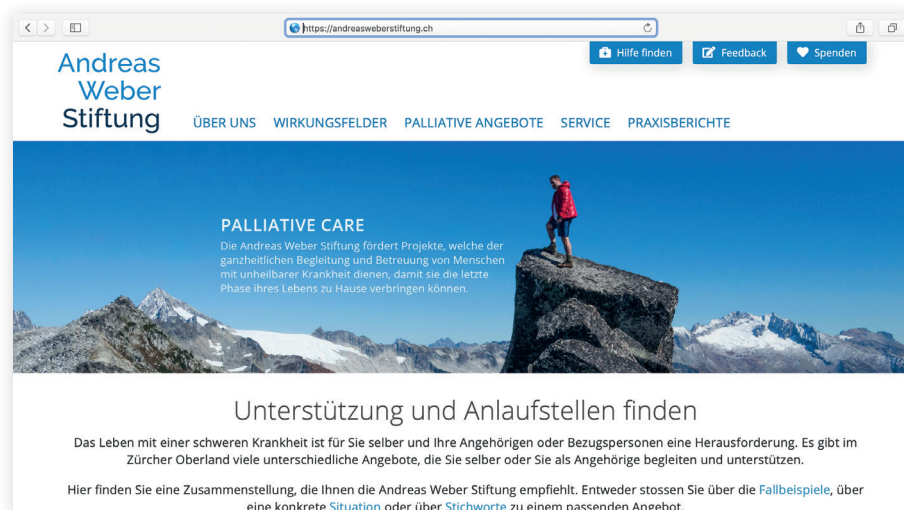 https://andreasweberstiftung.ch
Hilfe finden
Feedback
Spenden
Andreas
Weber
Stiftung
ÜBER UNS WIRKUNGSFELDER PALLIATIVE ANGEBOTE SERVICE PRAXISBERICHTE
PALLIATIVE CARE
Die Andreas Weber Stiftung fördert Projekte, welche der
ganzheitlichen Begleitung und Betreuung von Menschen
mit unheilbarer Krankheit dienen, damit sie die letzte
Phase ihres Lebens zu Hause verbringen können.
Unterstützung und Anlaufstellen finden
Das Leben mit einer schweren Krankheit ist für Sie selber und Ihre Angehörigen oder Bezugspersonen eine Herausforderung. Es gibt im
Zürcher Oberland viele unterschiedliche Angebote, die Sie selber oder Sie als Angehörige begleiten und unterstützen.
Hier finden Sie eine Zusammenstellung, die Ihnen die Andreas Weber Stiftung empfiehlt. Entweder stossen Sie über die Fallbeispiele, über
eine konkrete Situation oder über Stichworte zu einem passenden Angebot.